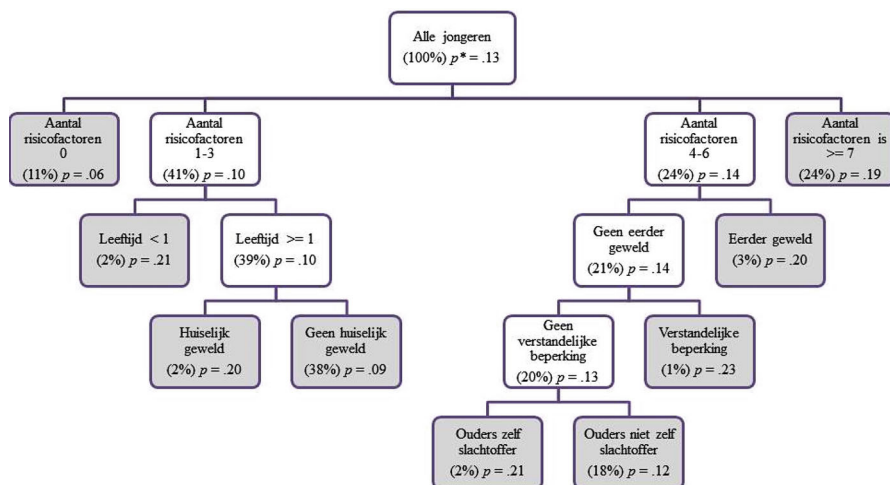 Alle jongeren
(100%) p* = .13
Aantal
risicofactoren
0
(11%) p = .06
Aantal
risicofactoren
1-3
(41%) p = .10
Aantal
risicofactoren
4-6
(24%) p = .14
Aantal
risicofactoren is
>= 7
(24%) p = .19
Leeftijd < 1
(2%) p = .21
Leeftijd >= 1
(39%) p = .10
Geen eerder
geweld
(21%) p = .14
Eerder geweld
(3%) p = .20
Huiselijk
geweld
(2%) p = .20
Geen huiselijk
geweld
(38%) p = .09
Geen
verstandelijke
beperking
(20%) p = .13
Verstandelijke
beperking
(1%) p = .23
Ouders zelf
slachtoffer
(2%) p = .21
Ouders niet zelf
slachtoffer
(18%) p = .12